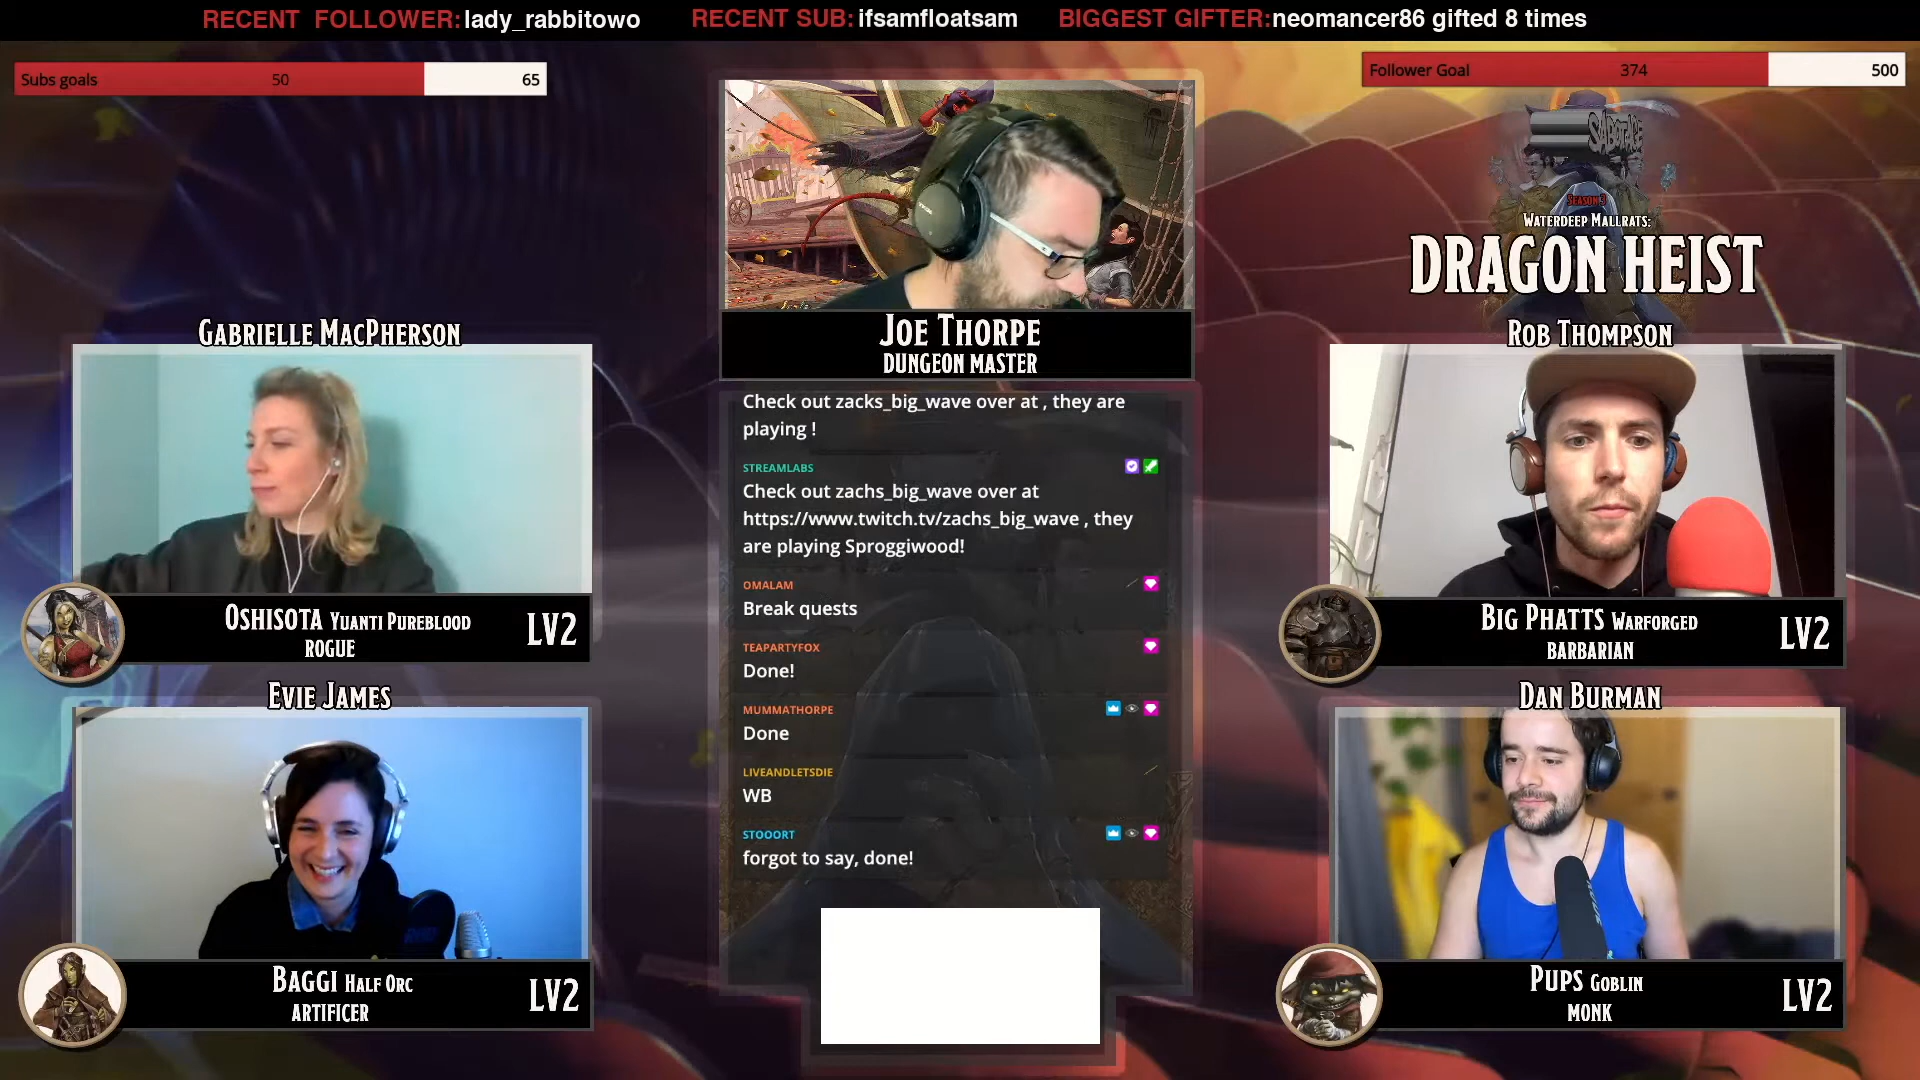 RECENT FOLLOWER: lady_rabbitowo RECENT SUB: ifsamfloatsam BIGGEST GIFTER: neomancer86 gifted 8 times
Subs goals 50 65
Follower Goal 374 500
SABOTAGE
SEASON 1
WATERDEEP MALLRATS:
DRAGON HEIST
JOE THORPE
DUNGEON MASTER
GABRIELLE MACPHERSON
OSHISOTA YUANTI PUREBLOOD
ROGUE
LV2
EVIE JAMES
BAGGI HALF ORC
ARTIFICER
LV2
Check out zacks_big_wave over at , they are
playing !
STREAMLABS
Check out zachs_big_wave over at
https://www.twitch.tv/zachs_big_wave , they
are playing Sproggiwood!
OMALAM
Break quests
TEAPARTYFOX
Done!
MUMMATHORPE
Done
LIVEANDLETSDIE
WB
STOOORT
forgot to say, done!
ROB THOMPSON
BIG PHATTS WARFORGED
BARBARIAN
LV2
DAN BURMAN
PUPS GOBLIN
MONK
LV2